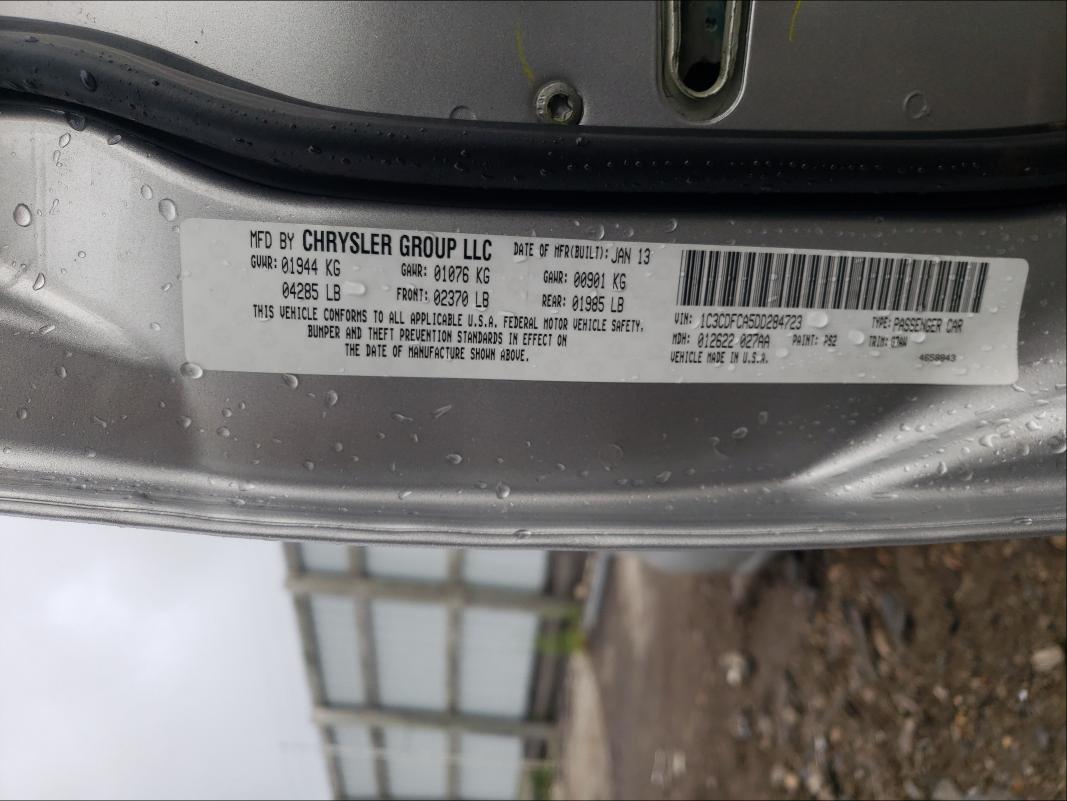 MFD BY CHRYSLER GROUP LLC DATE OF MFR(BUILT): JAN 13
GVWR: 01944 KG GAWR: 01076 KG GAWR: 00901 KG
04285 LB FRONT: 02370 LB REAR: 01985 LB
THIS VEHICLE CONFORMS TO ALL APPLICABLE U.S.A. FEDERAL MOTOR VEHICLE SAFETY,
BUMPER AND THEFT PREVENTION STANDARDS IN EFFECT ON
THE DATE OF MANUFACTURE SHOWN ABOVE.
VIN: 1C3CDFCA5DD284723 TYPE: PASSENGER CAR
MDH: 012622 027AA PAINT: PS2 TRIM:
VEHICLE MADE IN U.S.A. 4658843